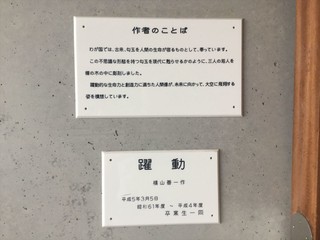 作者のことば
わが国では、古来、勾玉を人間の生命が宿るものとして、尊っています。
この不思議な形態を持つ勾玉を現代に甦らせるかのように、三人の若人を
楠の木の中に彫刻しました。
躍動的な生命力と創造力に満ちた人間達が、未来に向かって、大空に飛翔する
姿を構想しています。
躍動
横山善一作
平成5年3月5日
昭和61年度 ～ 平成4年度
卒業生一同